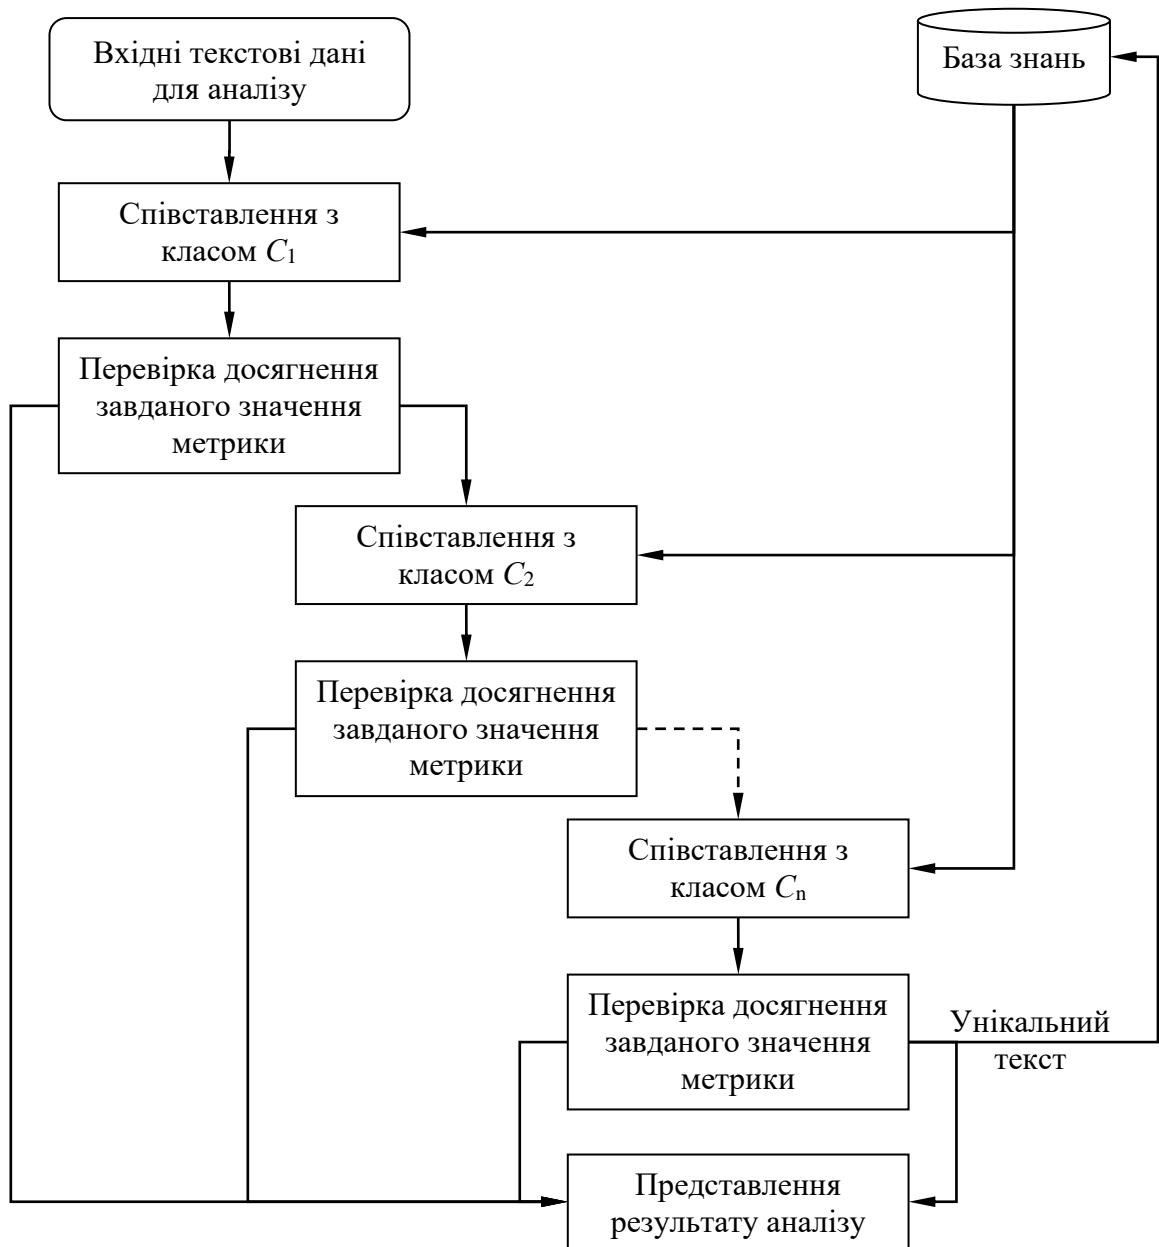 Вхідні текстові дані
для аналізу
База знань
Співставлення з
класом C1
Перевірка досягнення
завданого значення
метрики
Співставлення з
класом C2
Перевірка досягнення
завданого значення
метрики
Співставлення з
класом Cn
Перевірка досягнення
завданого значення
метрики
Унікальний
текст
Представлення
результату аналізу